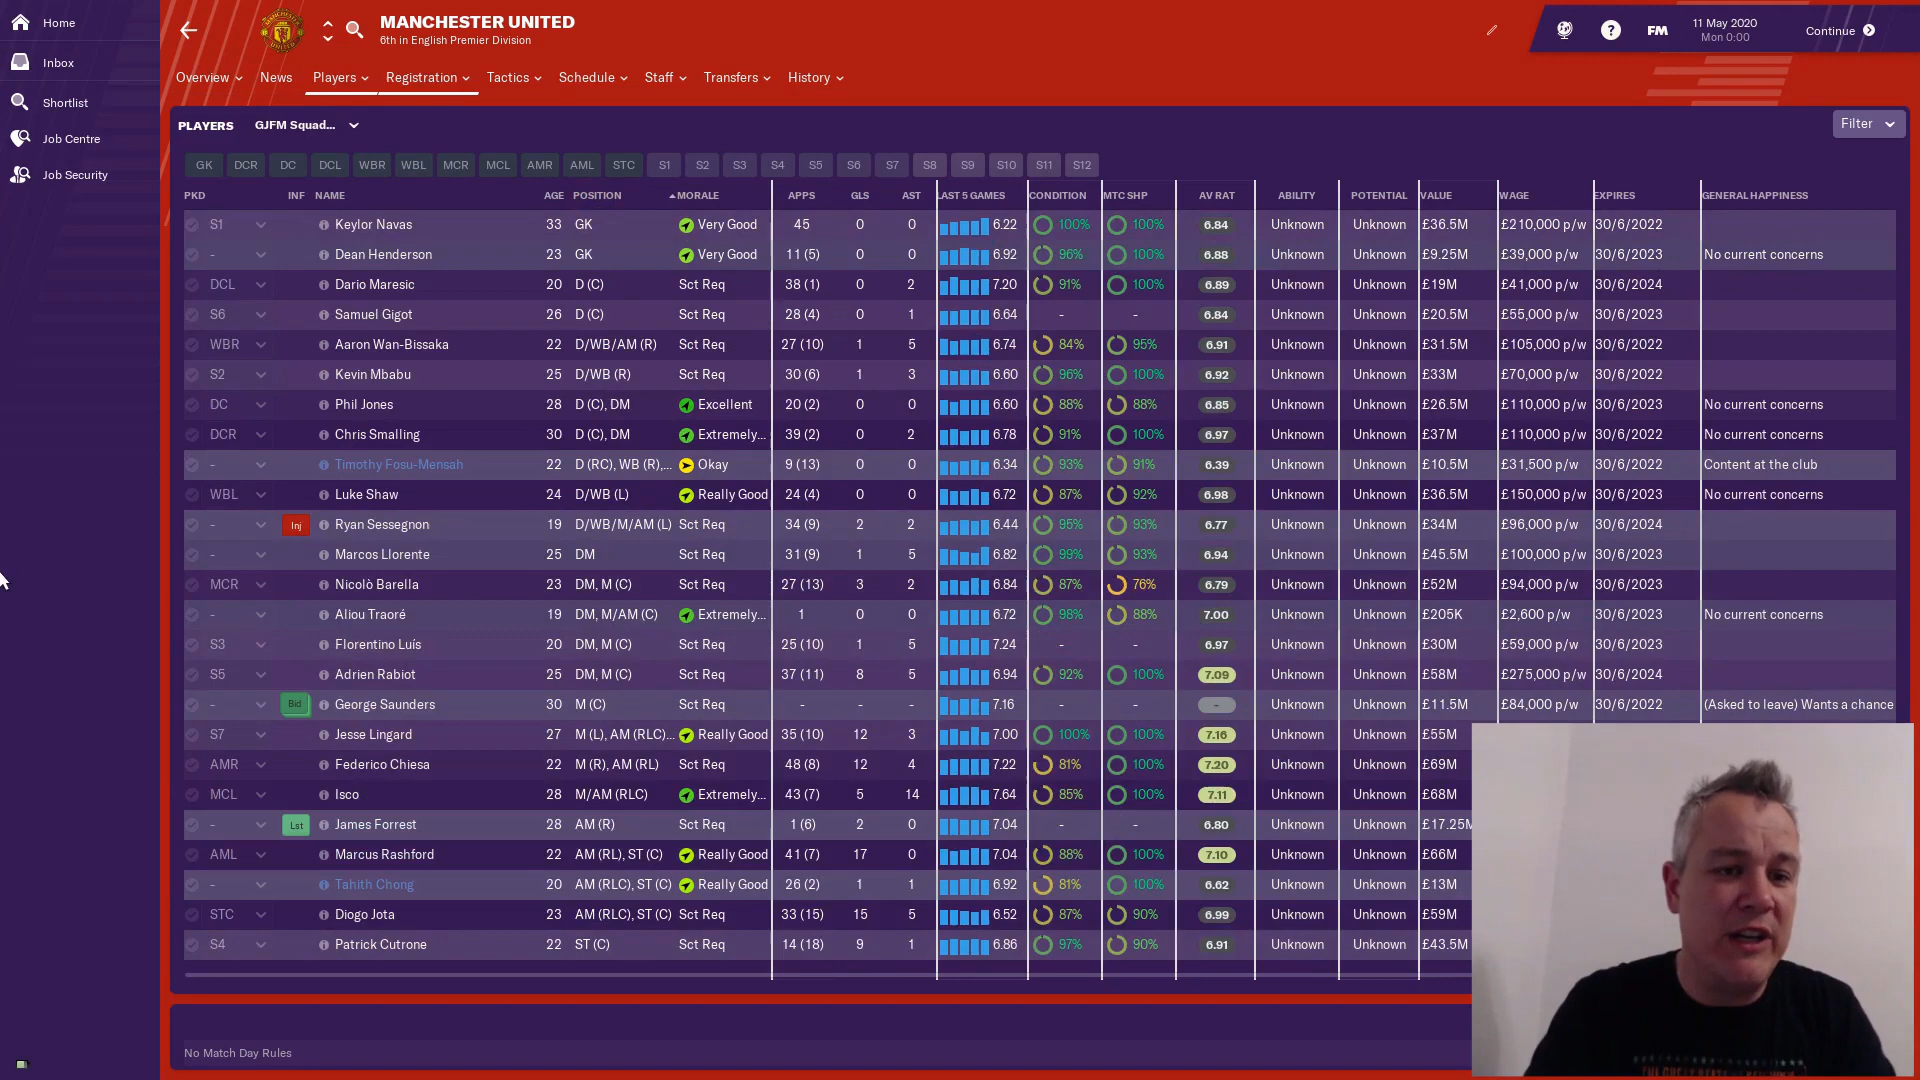 Home
Inbox
Shortlist
Job Centre
Job Security
MANCHESTER UNITED
6th in English Premier Division
FM
11 May 2020
Mon 0:00
Continue
Overview News Players Registration Tactics Schedule Staff Transfers History
PLAYERS GJFM Squad... Filter
GK DCR DC DCL WBR WBL MCR MCL AMR AML STC S1 S2 S3 S4 S5 S6 S7 S8 S9 S10 S11 S12
PKD INF NAME AGE POSITION MORALE APPS GLS AST LAST 5 GAMES CONDITION MTC SHP AV RAT ABILITY POTENTIAL VALUE WAGE EXPIRES GENERAL HAPPINESS
S1 Keylor Navas 33 GK Very Good 45 0 0 6.22 100% 100% 6.84 Unknown Unknown £36.5M £210,000 p/w 30/6/2022
- Dean Henderson 23 GK Very Good 11 (5) 0 0 6.92 96% 100% 6.88 Unknown Unknown £9.25M £39,000 p/w 30/6/2023 No current concerns
DCL Dario Maresic 20 D (C) Sct Req 38 (1) 0 2 7.20 91% 100% 6.89 Unknown Unknown £19M £41,000 p/w 30/6/2024
S6 Samuel Gigot 26 D (C) Sct Req 28 (4) 0 1 6.64 - - 6.84 Unknown Unknown £20.5M £55,000 p/w 30/6/2023
WBR Aaron Wan-Bissaka 22 D/WB/AM (R) Sct Req 27 (10) 1 5 6.74 84% 95% 6.91 Unknown Unknown £31.5M £105,000 p/w 30/6/2022
S2 Kevin Mbabu 25 D/WB (R) Sct Req 30 (6) 1 3 6.60 96% 100% 6.92 Unknown Unknown £33M £70,000 p/w 30/6/2022
DC Phil Jones 28 D (C), DM Excellent 20 (2) 0 0 6.60 88% 88% 6.85 Unknown Unknown £26.5M £110,000 p/w 30/6/2023 No current concerns
DCR Chris Smalling 30 D (C), DM Extremely... 39 (2) 0 2 6.78 91% 100% 6.97 Unknown Unknown £37M £110,000 p/w 30/6/2022 No current concerns
- Timothy Fosu-Mensah 22 D (RC), WB (R),... Okay 9 (13) 0 0 6.34 93% 91% 6.39 Unknown Unknown £10.5M £31,500 p/w 30/6/2022 Content at the club
WBL Luke Shaw 24 D/WB (L) Really Good 24 (4) 0 0 6.72 87% 92% 6.98 Unknown Unknown £36.5M £150,000 p/w 30/6/2023 No current concerns
- Inj Ryan Sessegnon 19 D/WB/M/AM (L) Sct Req 34 (9) 2 2 6.44 95% 93% 6.77 Unknown Unknown £34M £96,000 p/w 30/6/2024
- Marcos Llorente 25 DM Sct Req 31 (9) 1 5 6.82 99% 93% 6.94 Unknown Unknown £45.5M £100,000 p/w 30/6/2023
MCR Nicolò Barella 23 DM, M (C) Sct Req 27 (13) 3 2 6.84 87% 76% 6.79 Unknown Unknown £52M £94,000 p/w 30/6/2023
- Aliou Traoré 19 DM, M/AM (C) Extremely... 1 0 0 6.72 98% 88% 7.00 Unknown Unknown £205K £2,600 p/w 30/6/2023 No current concerns
S3 Florentino Luís 20 DM, M (C) Sct Req 25 (10) 1 5 7.24 - - 6.97 Unknown Unknown £30M £59,000 p/w 30/6/2023
S5 Adrien Rabiot 25 DM, M (C) Sct Req 37 (11) 8 5 6.94 92% 100% 7.09 Unknown Unknown £58M £275,000 p/w 30/6/2024
- Bid George Saunders 30 M (C) - - - 7.16 - Unknown Unknown £11.5M £84,000 p/w 30/6/2022 (Asked to leave) Wants a chance
S7 Jesse Lingard 27 M (L), AM (RLC)... Really Good 35 (10) 12 3 7.00 100% 100% 7.16 Unknown Unknown £55M
AMR Federico Chiesa 22 M (R), AM (RL) Sct Req 48 (8) 12 4 7.22 81% 100% 7.20 Unknown Unknown £69M
MCL Isco 28 M/AM (RLC) Extremely... 43 (7) 5 14 7.64 85% 100% 7.11 Unknown Unknown £68M
- Lst James Forrest 28 AM (R) Sct Req 1 (6) 2 0 7.04 - - 6.80 Unknown Unknown £17.25M
AML Marcus Rashford 22 AM (RL), ST (C) Really Good 41 (7) 17 0 7.04 88% 100% 7.10 Unknown Unknown £66M
- Tahith Chong 20 AM (RLC), ST (C) Really Good 26 (2) 1 1 6.92 81% 100% 6.62 Unknown Unknown £13M
STC Diogo Jota 23 AM (RLC), ST (C) Sct Req 33 (15) 15 5 6.52 87% 90% 6.99 Unknown Unknown £59M
S4 Patrick Cutrone 22 ST (C) Sct Req 14 (18) 9 1 6.86 97% 90% 6.91 Unknown Unknown £43.5M
No Match Day Rules